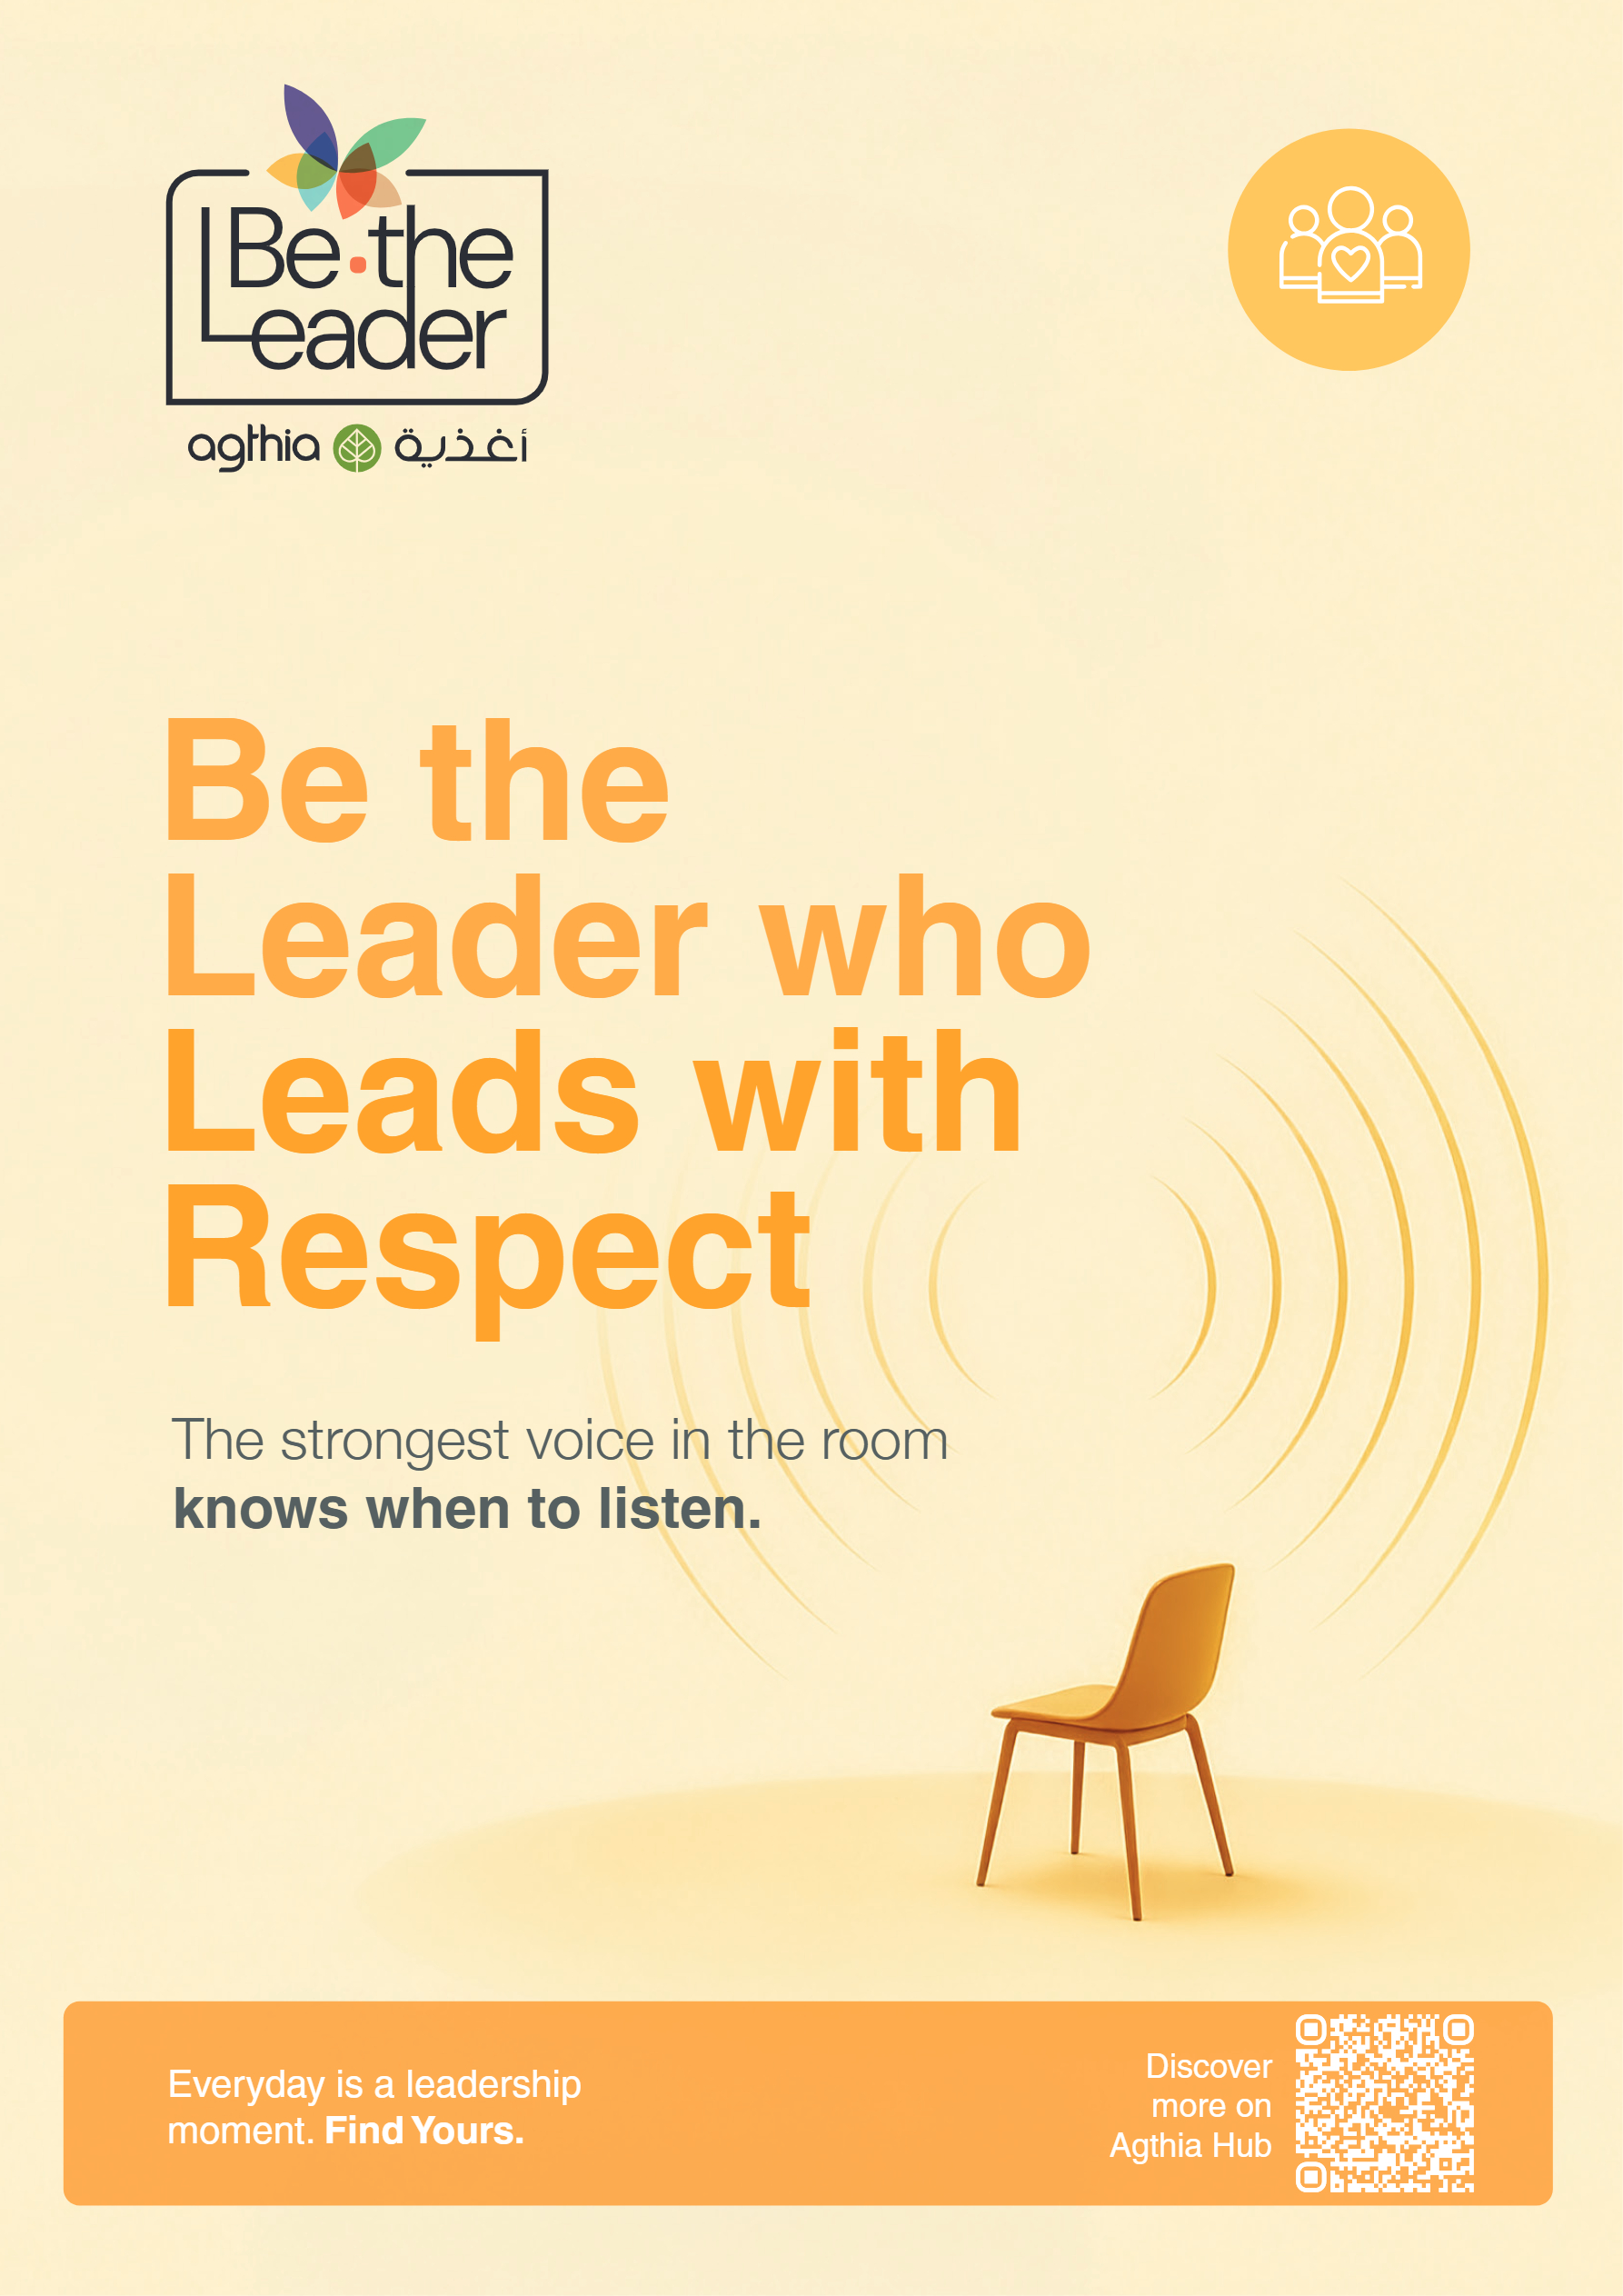 Be the
Leader
agthia أغذية
Be the
Leader who
Leads with
Respect
The strongest voice in the room
knows when to listen.
Everyday is a leadership
moment. Find Yours.
Discover
more on
Agthia Hub